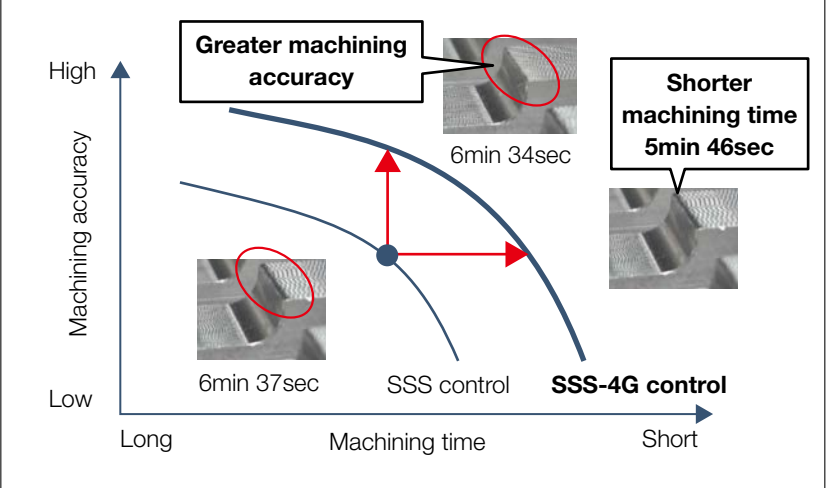 Greater machining
accuracy
High
Shorter
machining time
5min 46sec
6min 34sec
Machining accuracy
6min 37sec
SSS control
SSS-4G control
Low
Long
Machining time
Short